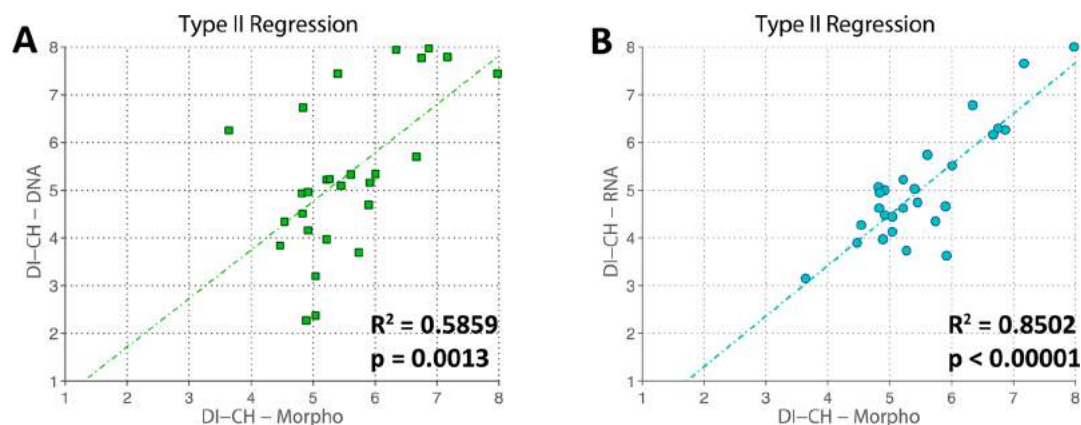 A
Type II Regression
8
7
6
5
4
3
2
1
DI–CH – DNA
R² = 0.5859
p = 0.0013
1 2 3 4 5 6 7 8
DI–CH – Morpho
B
Type II Regression
8
7
6
5
4
3
2
1
DI–CH – RNA
R² = 0.8502
p < 0.00001
1 2 3 4 5 6 7 8
DI–CH – Morpho